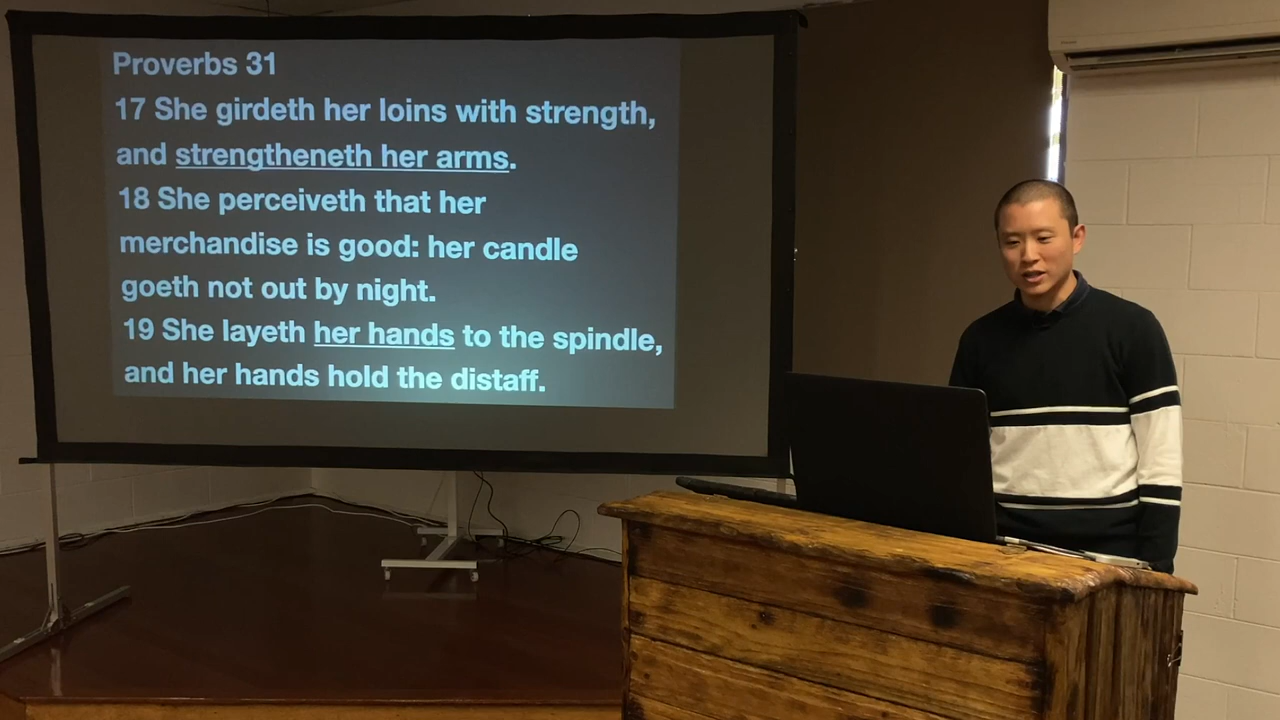 Proverbs 31
17 She girdeth her loins with strength,
and strengtheneth her arms.
18 She perceiveth that her
merchandise is good: her candle
goeth not out by night.
19 She layeth her hands to the spindle,
and her hands hold the distaff.